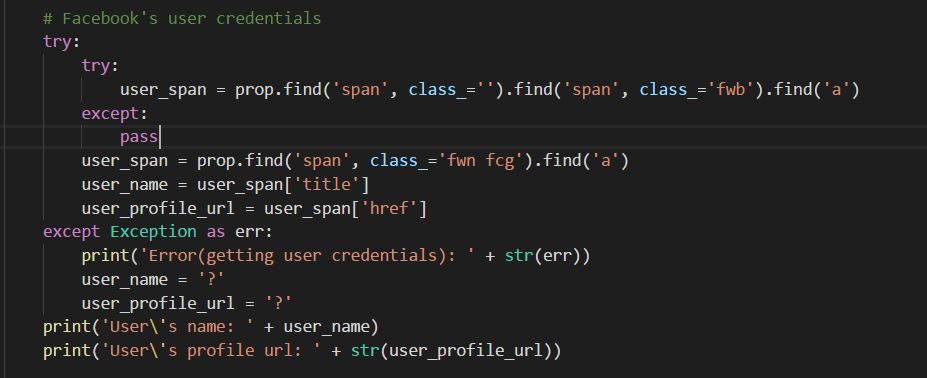 # Facebook's user credentials
try:
    try:
        user_span = prop.find('span', class_='').find('span', class_='fwb').find('a')
    except:
        pass
    user_span = prop.find('span', class_='fwn fcg').find('a')
    user_name = user_span['title']
    user_profile_url = user_span['href']
except Exception as err:
    print('Error(getting user credentials): ' + str(err))
    user_name = '?'
    user_profile_url = '?'
print('User\'s name: ' + user_name)
print('User\'s profile url: ' + str(user_profile_url))